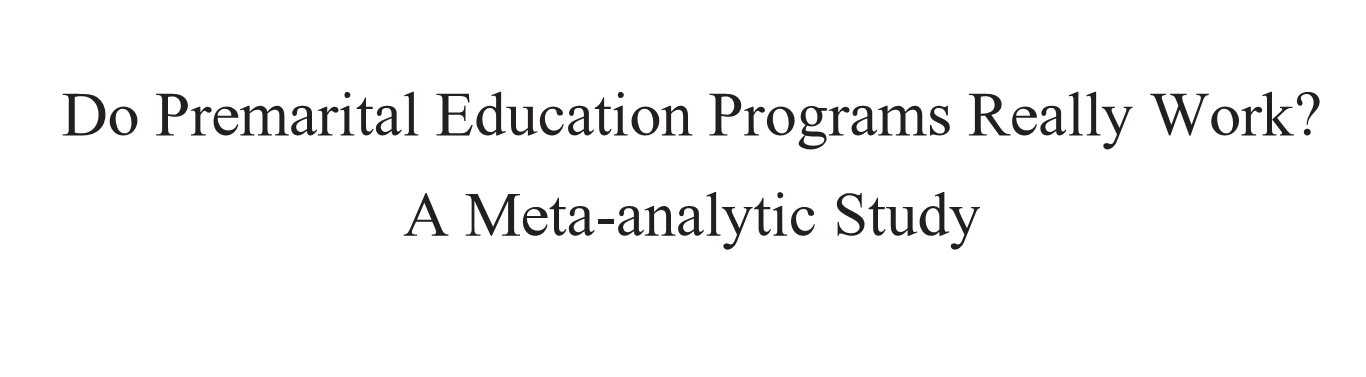 Do Premarital Education Programs Really Work?
A Meta-analytic Study